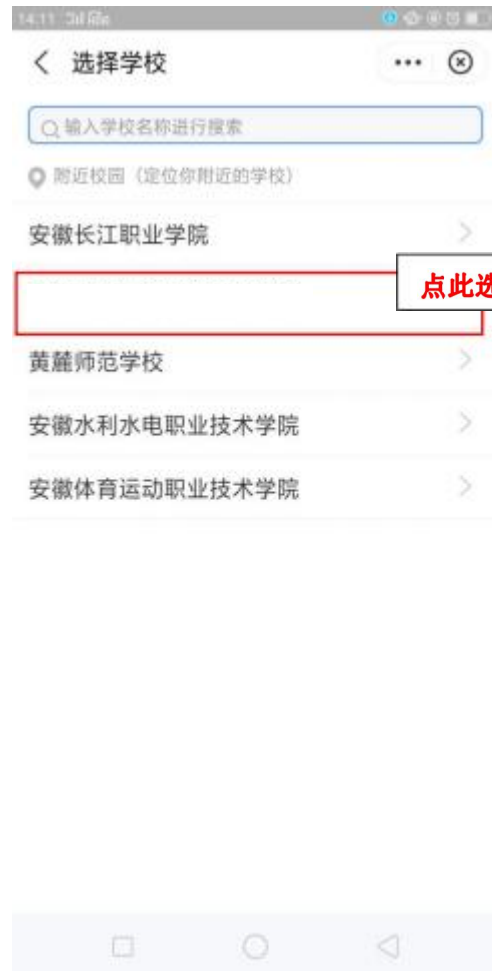 14:11
选择学校
输入学校名称进行搜索
附近校园（定位你附近的学校）
安徽长江职业学院
点此选
黄麓师范学校
安徽水利水电职业技术学院
安徽体育运动职业技术学院